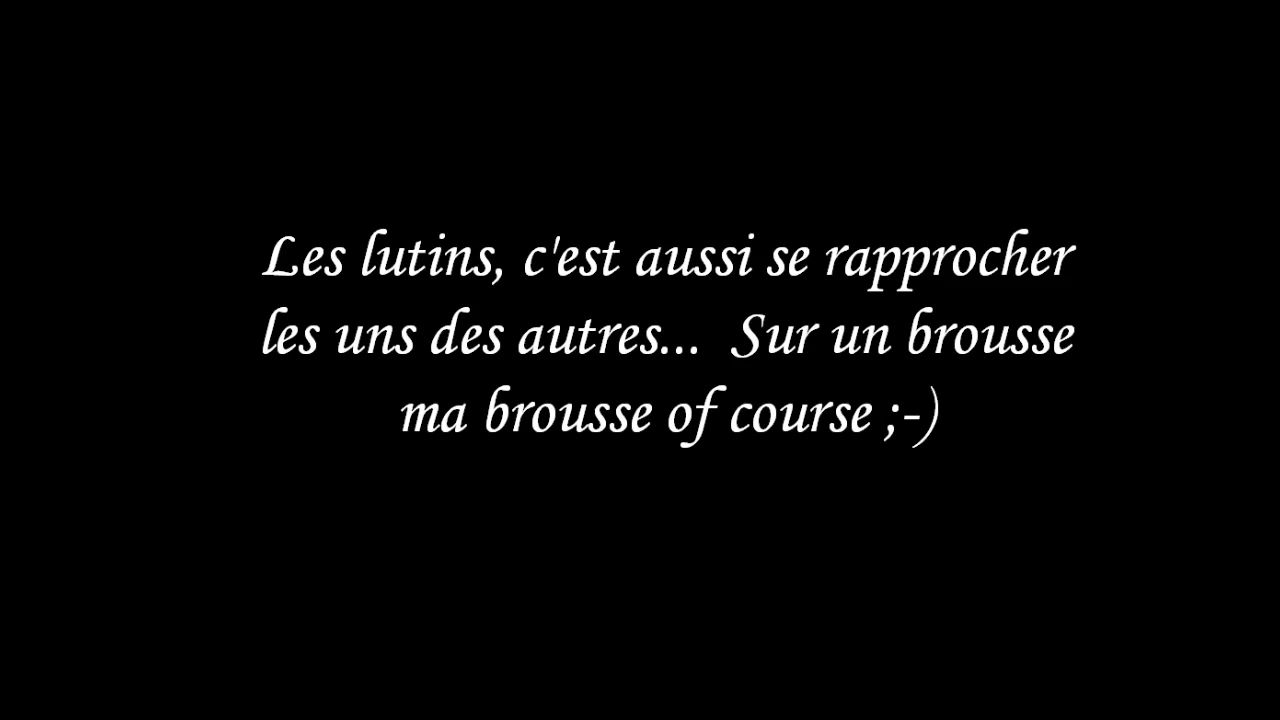 Les lutins, c'est aussi se rapprocher
les uns des autres...  Sur un brousse
ma brousse of course ;-)